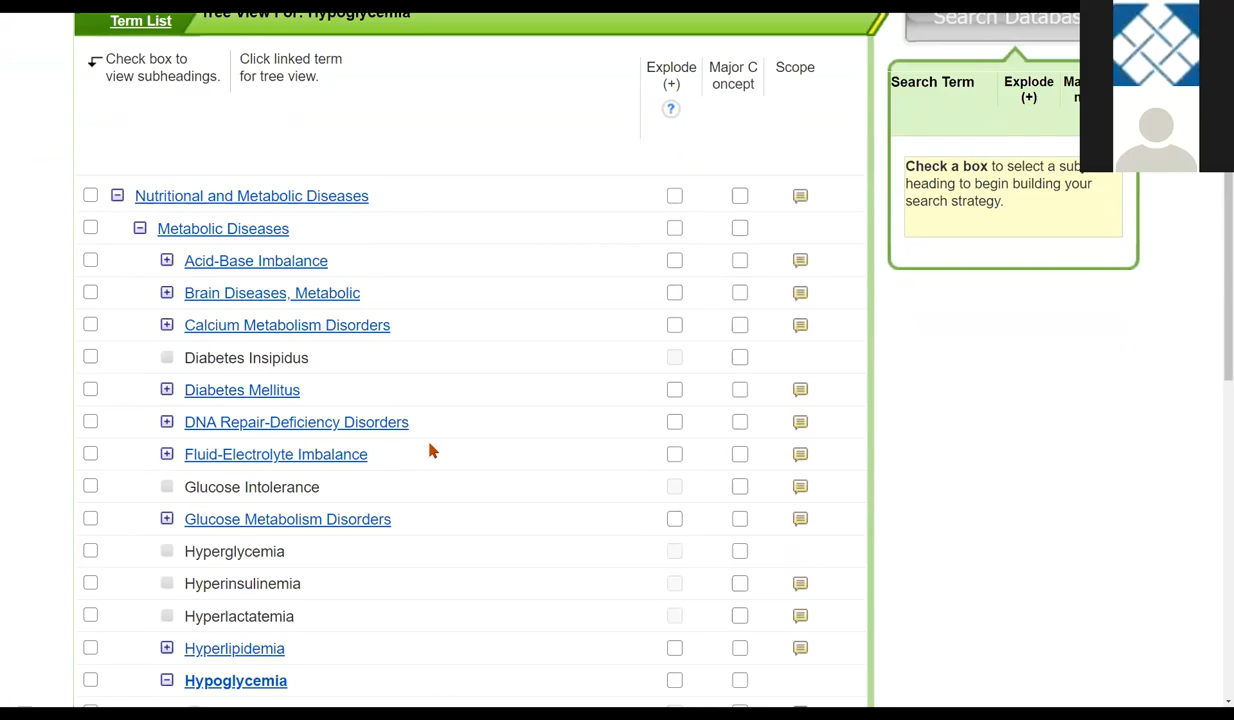 Term List
Tree View For: Hypoglycemia
Search Databas
Check box to
view subheadings.
Click linked term
for tree view.
Explode
(+)
?
Major C
oncept
Scope
Search Term
Explode
(+)
Ma
Check a box to select a sub
heading to begin building your
search strategy.
Nutritional and Metabolic Diseases
Metabolic Diseases
Acid-Base Imbalance
Brain Diseases, Metabolic
Calcium Metabolism Disorders
Diabetes Insipidus
Diabetes Mellitus
DNA Repair-Deficiency Disorders
Fluid-Electrolyte Imbalance
Glucose Intolerance
Glucose Metabolism Disorders
Hyperglycemia
Hyperinsulinemia
Hyperlactatemia
Hyperlipidemia
Hypoglycemia